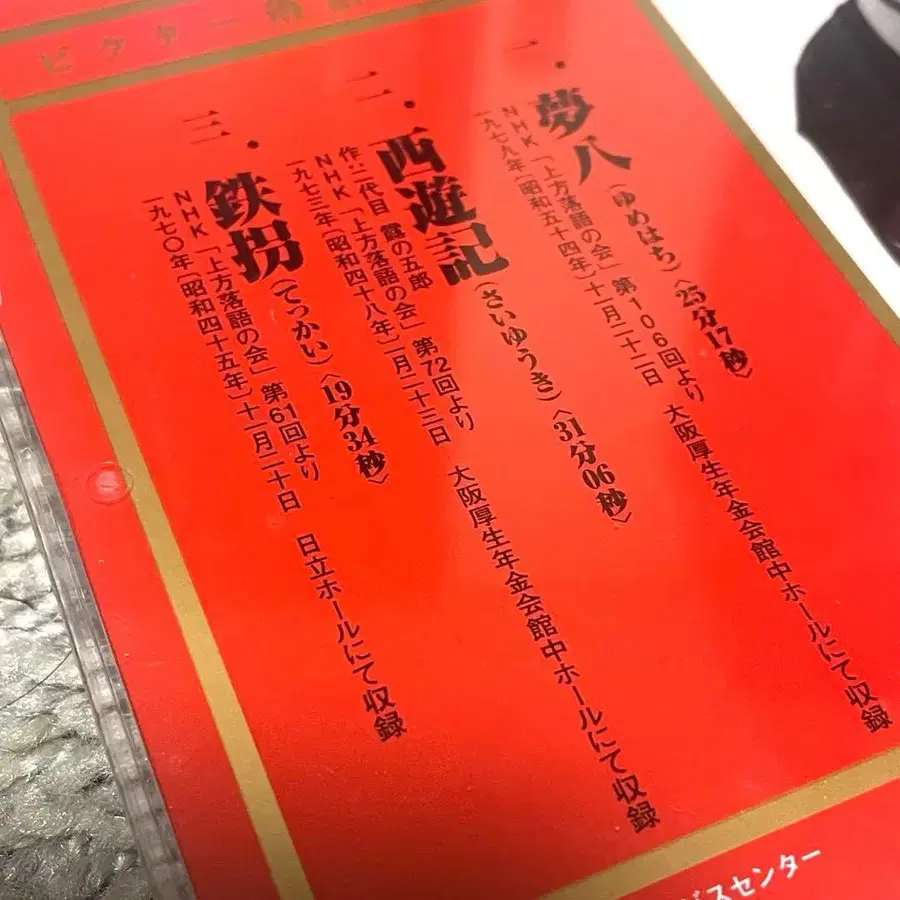 ビクター
一．夢八（ゆめはち）〈25分17秒〉
NHK「上方落語の会」第106回より
一九七九年〔昭和五十四年〕十一月二十二日
大阪厚生年金会館中ホールにて収録
二．西遊記（さいゆうき）〈31分06秒〉
作：二代目 露の五郎
NHK「上方落語の会」第72回より
一九七三年〔昭和四十八年〕二月二十三日
大阪厚生年金会館中ホールにて収録
三．鉄拐（てっかい）〈19分34秒〉
NHK「上方落語の会」第61回より
一九七〇年〔昭和四十五年〕十一月二十日
日立ホールにて収録
ビスセンター